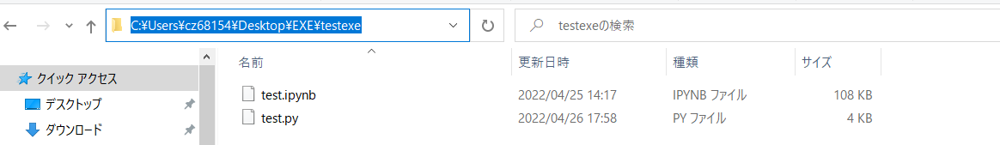 C:¥Users¥cz68154¥Desktop¥EXE¥testexe
testexeの検索
クイック アクセス
デスクトップ
ダウンロード
名前 更新日時 種類 サイズ
test.ipynb 2022/04/25 14:17 IPYNB ファイル 108 KB
test.py 2022/04/26 17:58 PY ファイル 4 KB